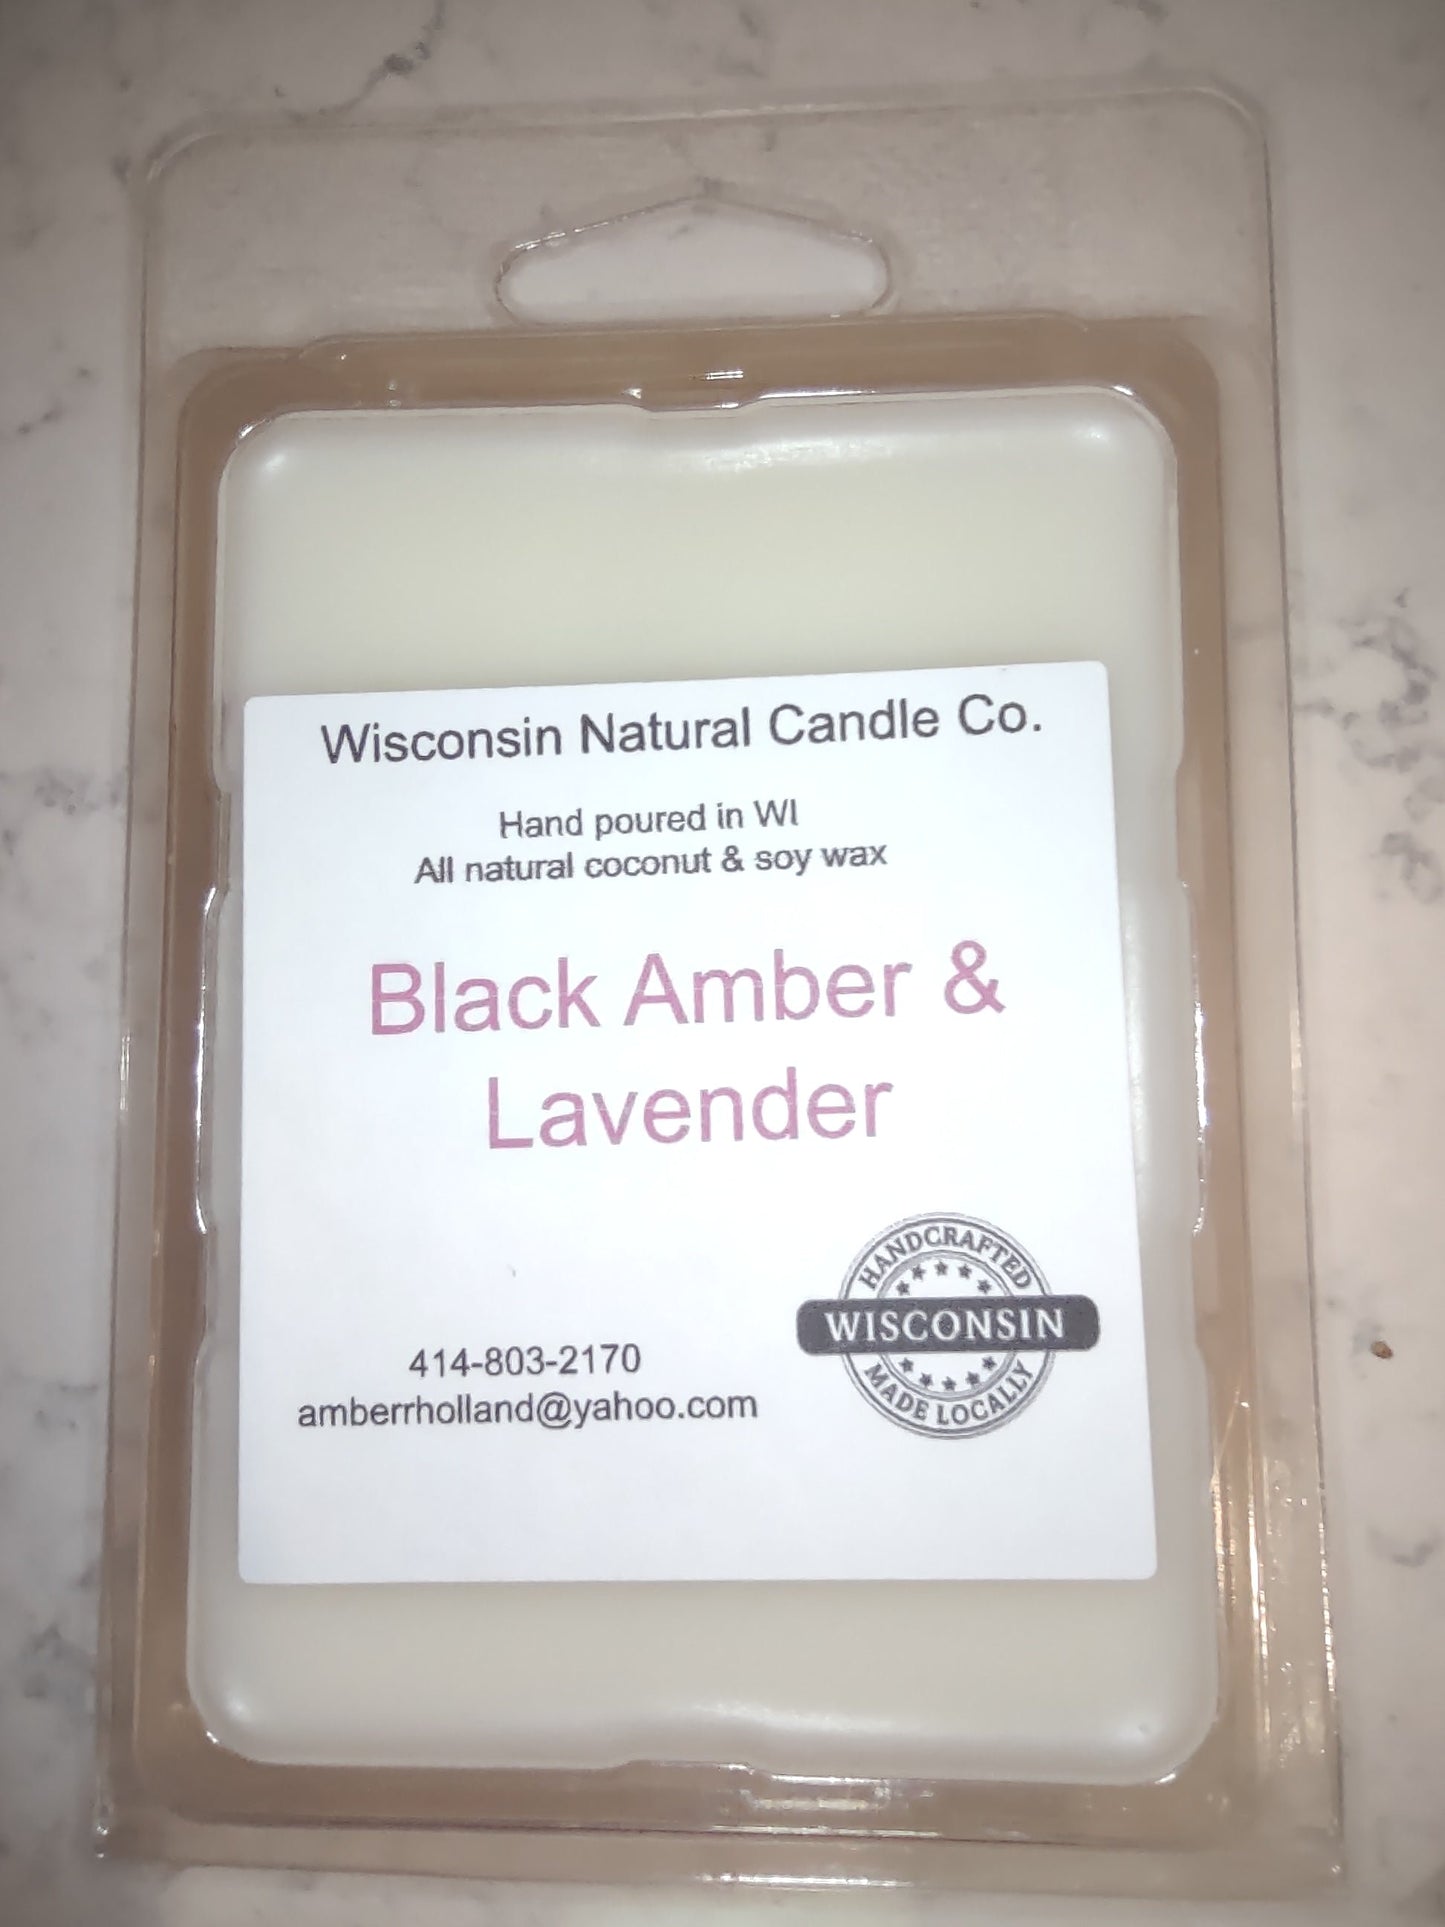 Wisconsin Natural Candle Co.
Hand poured in WI
All natural coconut & soy wax
Black Amber &
Lavender
HANDCRAFTED
WISCONSIN
MADE LOCALLY
414-803-2170
amberrholland@yahoo.com